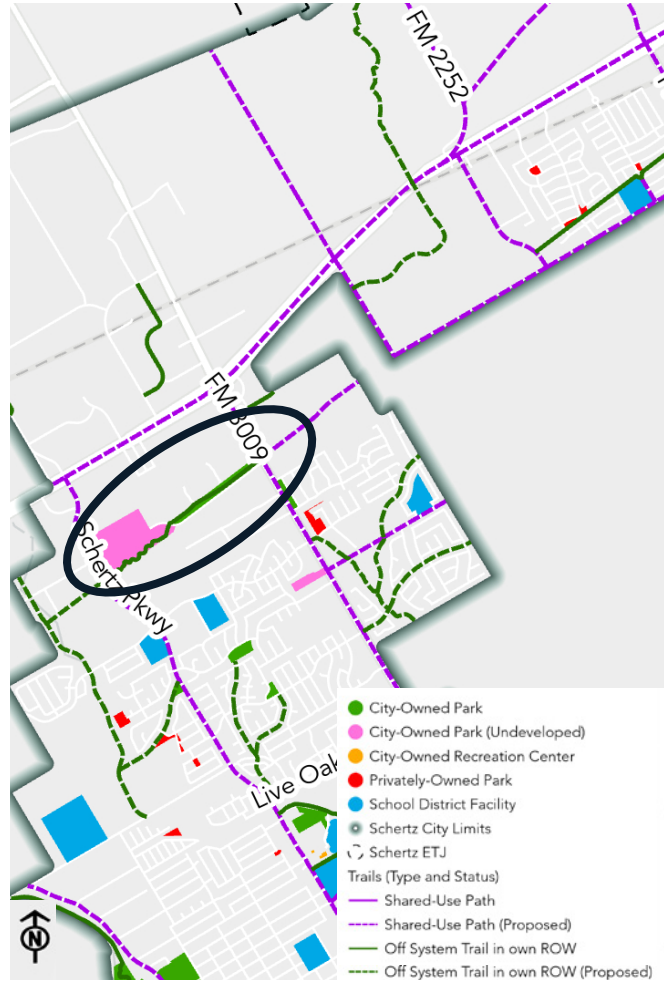 FM 2252
FM 3009
Schertz Pkwy
Live Oak
City-Owned Park
City-Owned Park (Undeveloped)
City-Owned Recreation Center
Privately-Owned Park
School District Facility
Schertz City Limits
Schertz ETJ
Trails (Type and Status)
Shared-Use Path
Shared-Use Path (Proposed)
Off System Trail in own ROW
Off System Trail in own ROW (Proposed)
N